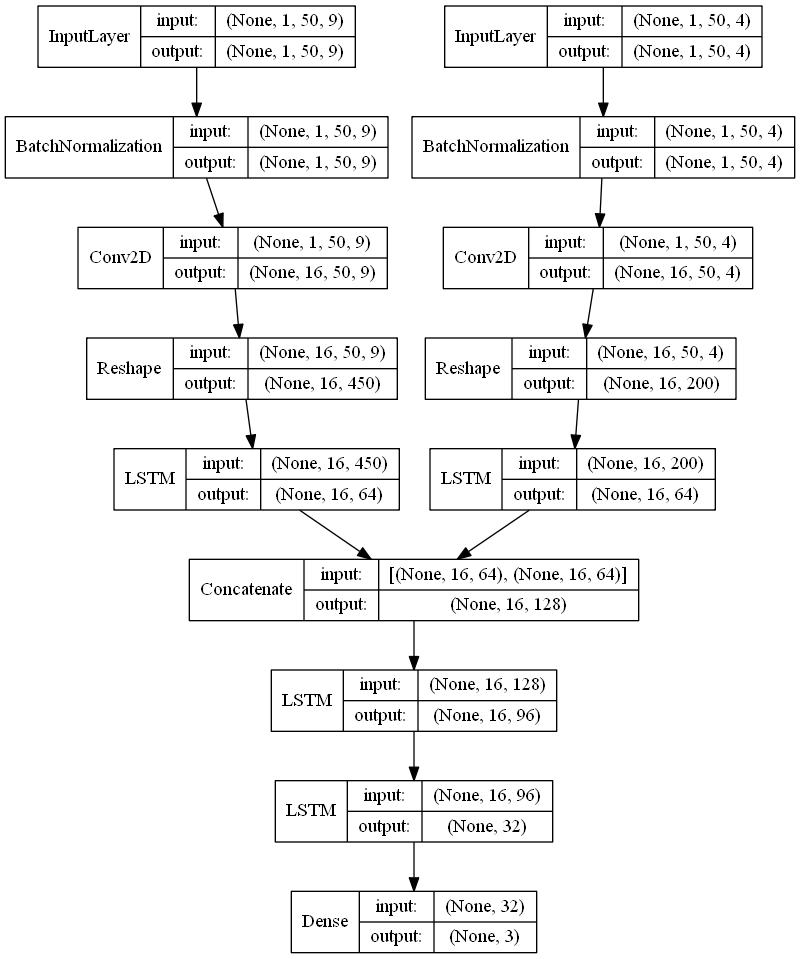 InputLayer input: (None, 1, 50, 9)
output: (None, 1, 50, 9)
InputLayer input: (None, 1, 50, 4)
output: (None, 1, 50, 4)
BatchNormalization input: (None, 1, 50, 9)
output: (None, 1, 50, 9)
BatchNormalization input: (None, 1, 50, 4)
output: (None, 1, 50, 4)
Conv2D input: (None, 1, 50, 9)
output: (None, 16, 50, 9)
Conv2D input: (None, 1, 50, 4)
output: (None, 16, 50, 4)
Reshape input: (None, 16, 50, 9)
output: (None, 16, 450)
Reshape input: (None, 16, 50, 4)
output: (None, 16, 200)
LSTM input: (None, 16, 450)
output: (None, 16, 64)
LSTM input: (None, 16, 200)
output: (None, 16, 64)
Concatenate input: [(None, 16, 64), (None, 16, 64)]
output: (None, 16, 128)
LSTM input: (None, 16, 128)
output: (None, 16, 96)
LSTM input: (None, 16, 96)
output: (None, 32)
Dense input: (None, 32)
output: (None, 3)